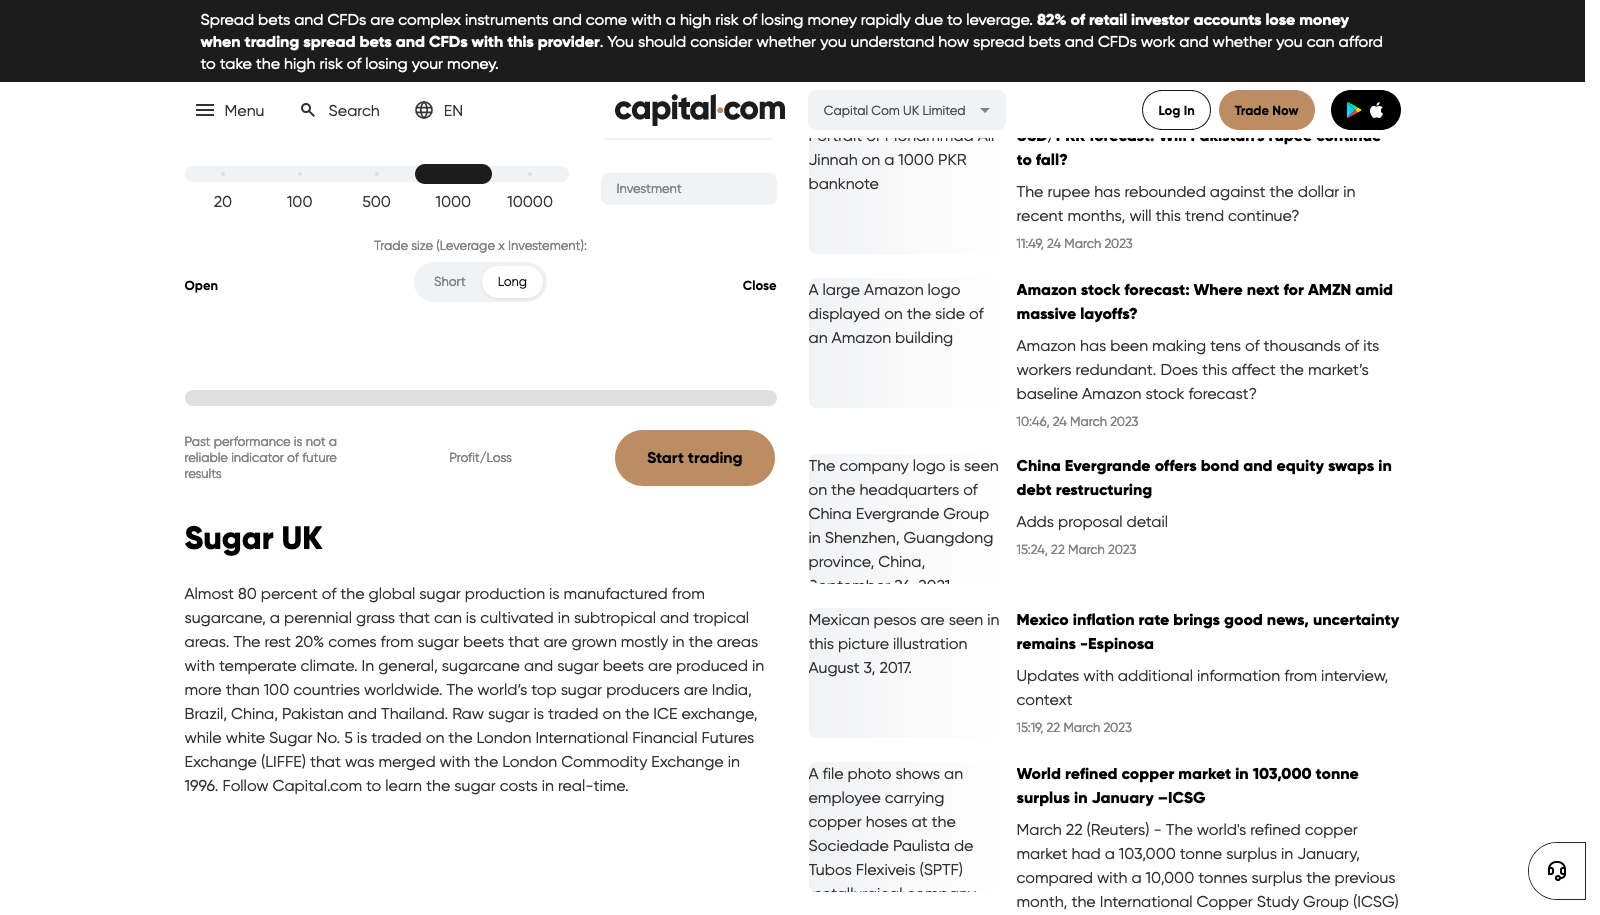 Spread bets and CFDs are complex instruments and come with a high risk of losing money rapidly due to leverage. 82% of retail investor accounts lose money
when trading spread bets and CFDs with this provider. You should consider whether you understand how spread bets and CFDs work and whether you can afford
to take the high risk of losing your money.
Menu
Search
EN
capital.com
Capital Com UK Limited
Log In
Trade Now
20
100
500
1000
10000
Investment
Trade size (Leverage x Investement):
Open
Short
Long
Close
Past performance is not a
reliable indicator of future
results
Profit/Loss
Start trading
Sugar UK
Almost 80 percent of the global sugar production is manufactured from
sugarcane, a perennial grass that can is cultivated in subtropical and tropical
areas. The rest 20% comes from sugar beets that are grown mostly in the areas
with temperate climate. In general, sugarcane and sugar beets are produced in
more than 100 countries worldwide. The world's top sugar producers are India,
Brazil, China, Pakistan and Thailand. Raw sugar is traded on the ICE exchange,
while white Sugar No. 5 is traded on the London International Financial Futures
Exchange (LIFFE) that was merged with the London Commodity Exchange in
1996. Follow Capital.com to learn the sugar costs in real-time.
Portrait of Mohammad Ali
Jinnah on a 1000 PKR
banknote
USD/PKR forecast: Will Pakistan's rupee continue
to fall?
The rupee has rebounded against the dollar in
recent months, will this trend continue?
11:49, 24 March 2023
A large Amazon logo
displayed on the side of
an Amazon building
Amazon stock forecast: Where next for AMZN amid
massive layoffs?
Amazon has been making tens of thousands of its
workers redundant. Does this affect the market's
baseline Amazon stock forecast?
10:46, 24 March 2023
The company logo is seen
on the headquarters of
China Evergrande Group
in Shenzhen, Guangdong
province, China,
September 26, 2021
China Evergrande offers bond and equity swaps in
debt restructuring
Adds proposal detail
15:24, 22 March 2023
Mexican pesos are seen in
this picture illustration
August 3, 2017.
Mexico inflation rate brings good news, uncertainty
remains -Espinosa
Updates with additional information from interview,
context
15:19, 22 March 2023
A file photo shows an
employee carrying
copper hoses at the
Sociedade Paulista de
Tubos Flexiveis (SPTF)
metallurgical company
World refined copper market in 103,000 tonne
surplus in January –ICSG
March 22 (Reuters) - The world's refined copper
market had a 103,000 tonne surplus in January,
compared with a 10,000 tonnes surplus the previous
month, the International Copper Study Group (ICSG)